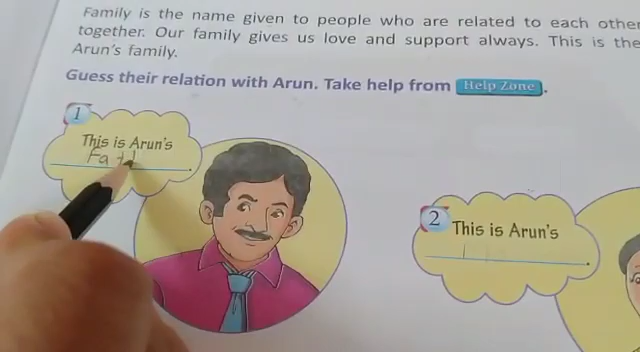 Family is the name given to people who are related to each other
together. Our family gives us love and support always. This is the
Arun's family.
Guess their relation with Arun. Take help from Help Zone.
1
This is Arun's
Fat
2
This is Arun's